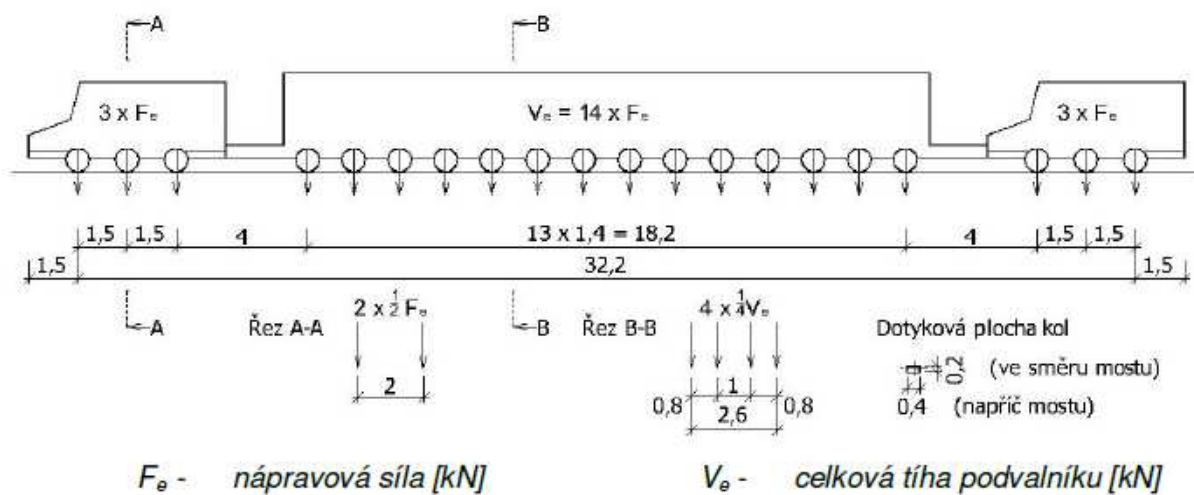 A B
3 x Fₑ Vₑ = 14 x Fₑ 3 x Fₑ
1,5 1,5 4 13 x 1,4 = 18,2 4 1,5 1,5
1,5 32,2 1,5
A Řez A-A 2 x ½ Fₑ B Řez B-B 4 x ¼Vₑ Dotyková plocha kol
0,2 (ve směru mostu)
2 0,8 1 0,8 0,4 (napříč mostu)
2,6
Fₑ - nápravová síla [kN] Vₑ - celková tíha podvalníku [kN]